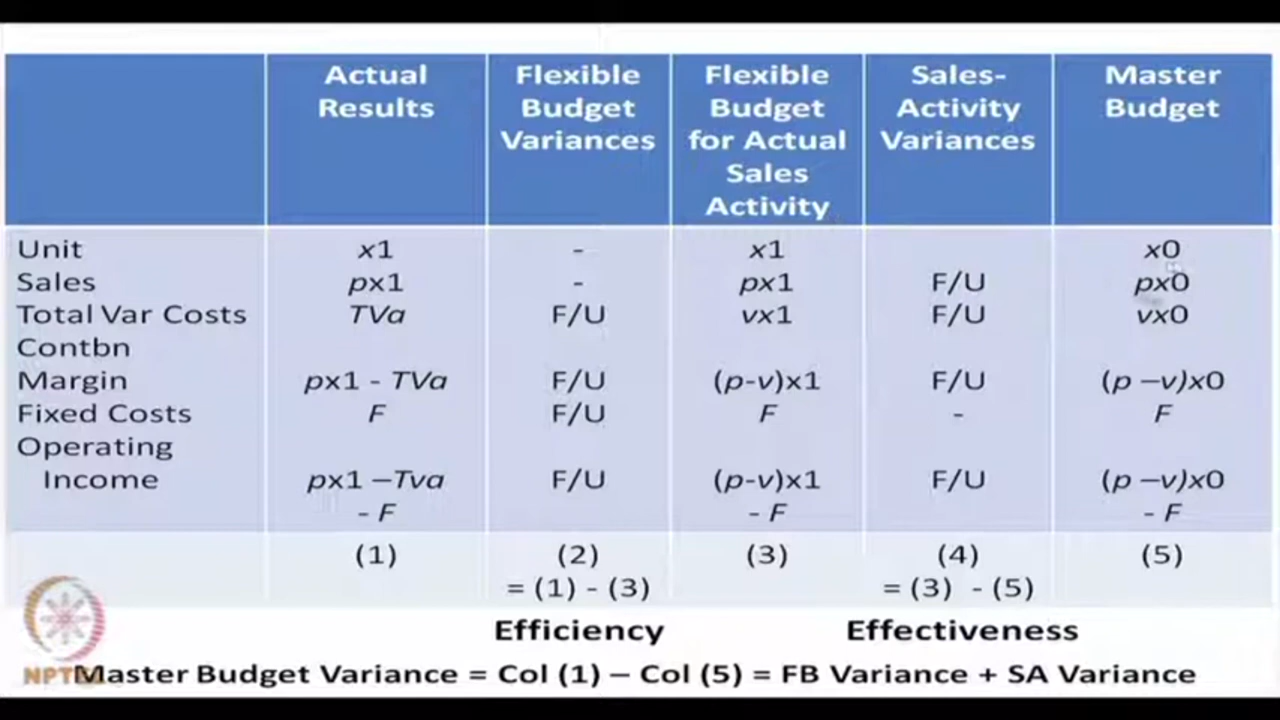 Actual Results
Flexible Budget Variances
Flexible Budget for Actual Sales Activity
Sales- Activity Variances
Master Budget
Unit x1 - x1 x0
Sales px1 - px1 F/U px0
Total Var Costs TVa F/U vx1 F/U vx0
Contbn
Margin px1 - TVa F/U (p-v)x1 F/U (p –v)x0
Fixed Costs F F/U F - F
Operating
Income px1 –Tva F/U (p-v)x1 F/U (p –v)x0
- F - F - F
(1) (2) (3) (4) (5)
= (1) - (3) = (3) - (5)
Efficiency Effectiveness
NPTEL
Master Budget Variance = Col (1) – Col (5) = FB Variance + SA Variance